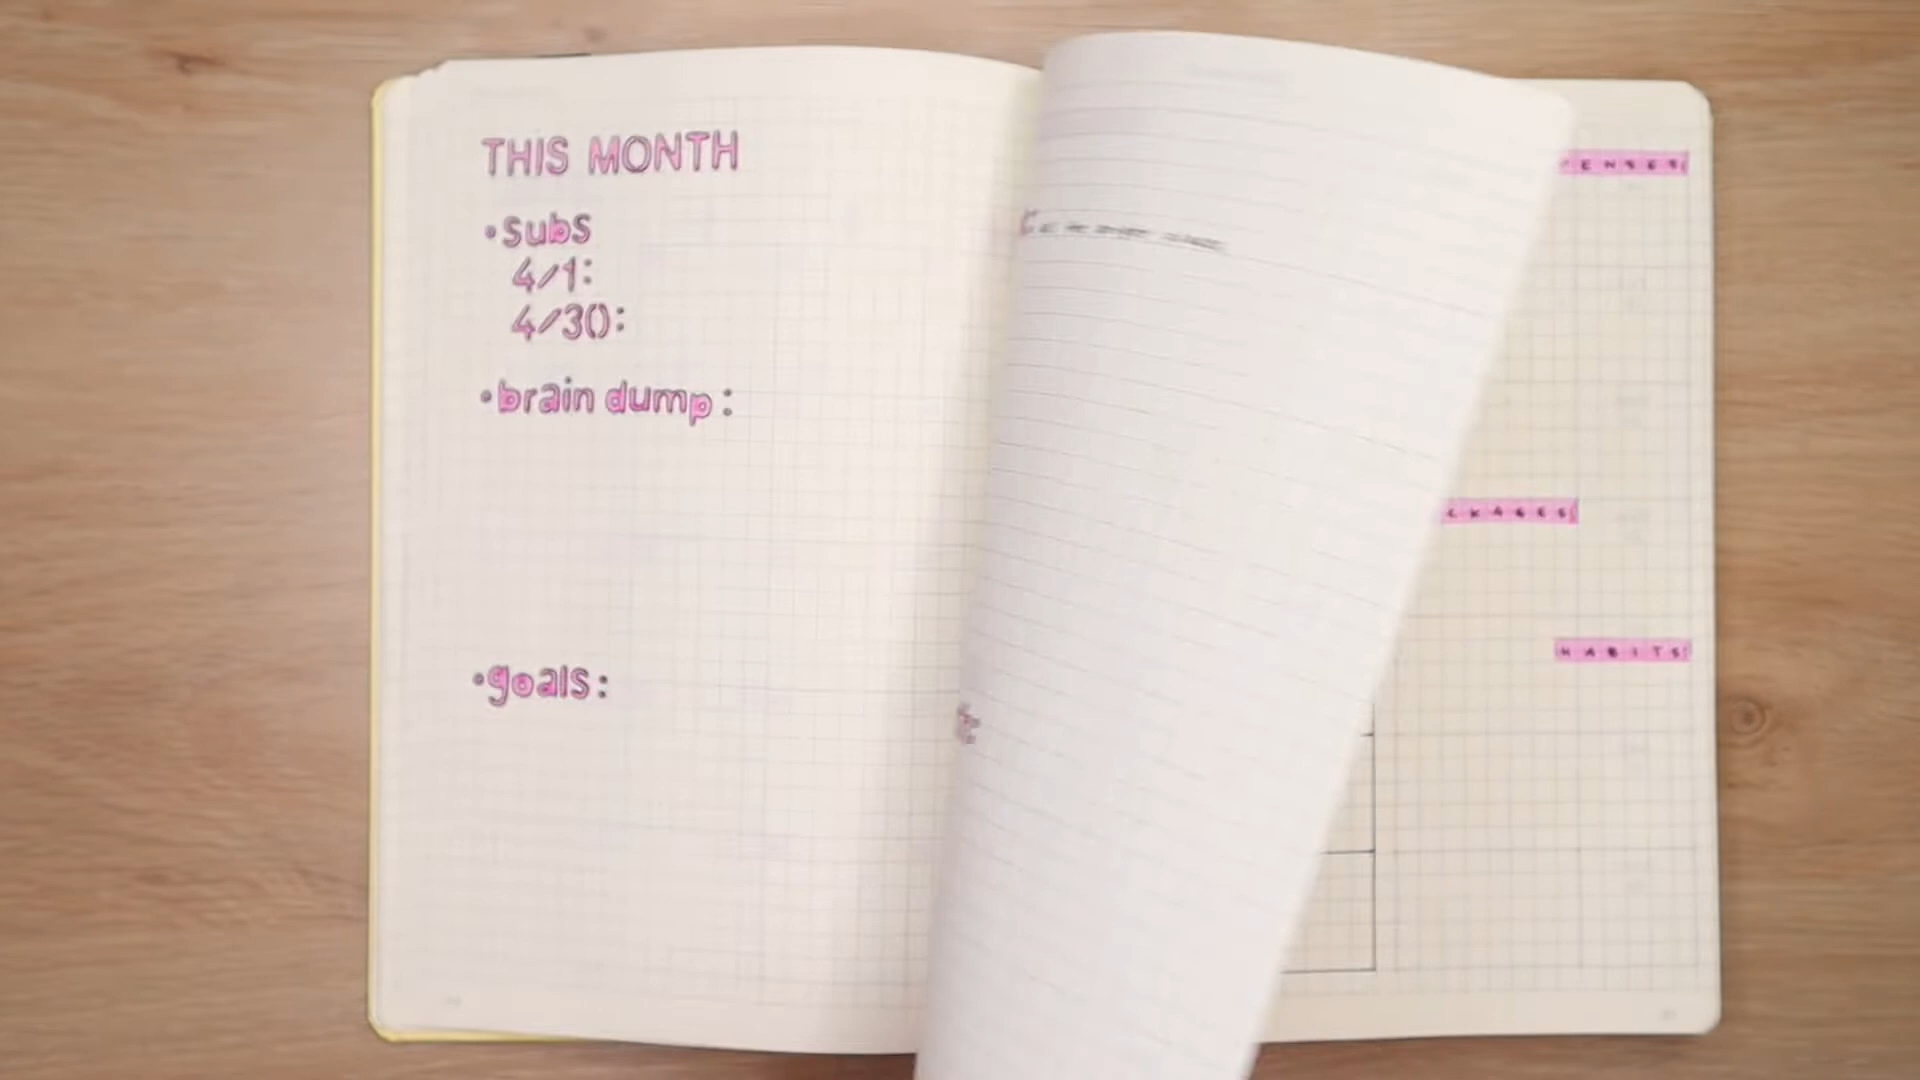 THIS MONTH
•subs
4/1:
4/30:
•brain dump:
•goals:
HABITS: